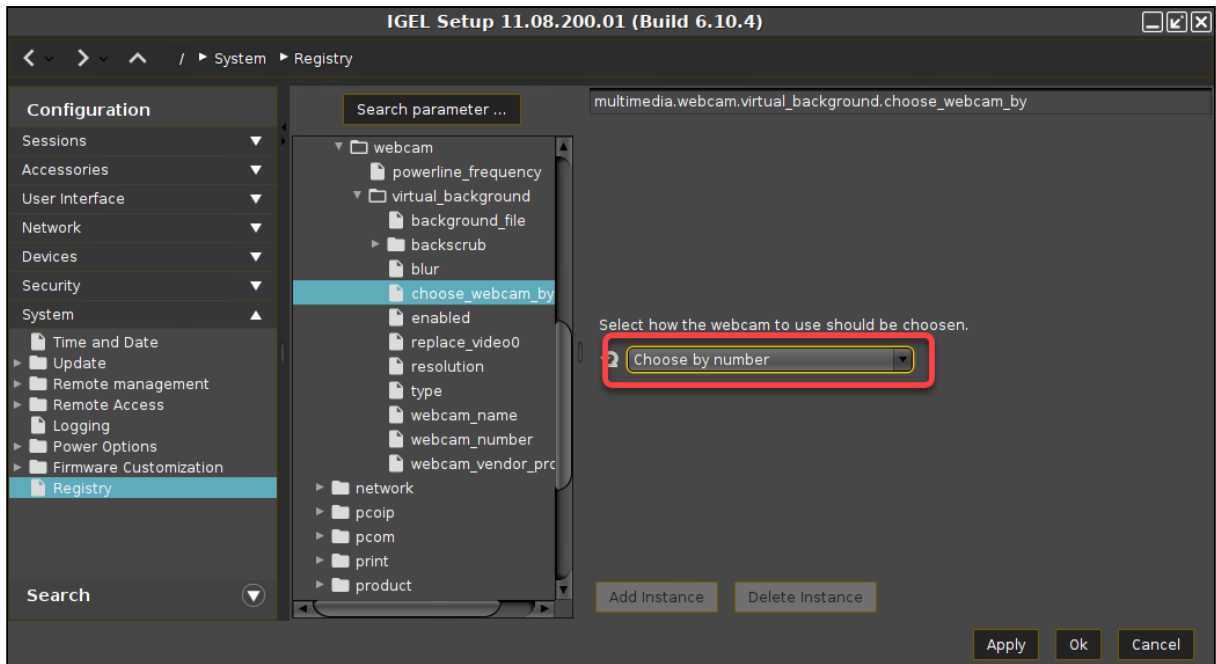 IGEL Setup 11.08.200.01 (Build 6.10.4)
/ System Registry
Configuration
Sessions
Accessories
User Interface
Network
Devices
Security
System
Time and Date
Update
Remote management
Remote Access
Logging
Power Options
Firmware Customization
Registry
Search
Search parameter ...
webcam
powerline_frequency
virtual_background
background_file
backscrub
blur
choose_webcam_by
enabled
replace_video0
resolution
type
webcam_name
webcam_number
webcam_vendor_prc
network
pcoip
pcom
print
product
multimedia.webcam.virtual_background.choose_webcam_by
Select how the webcam to use should be choosen.
Choose by number
Add Instance Delete Instance
Apply Ok Cancel